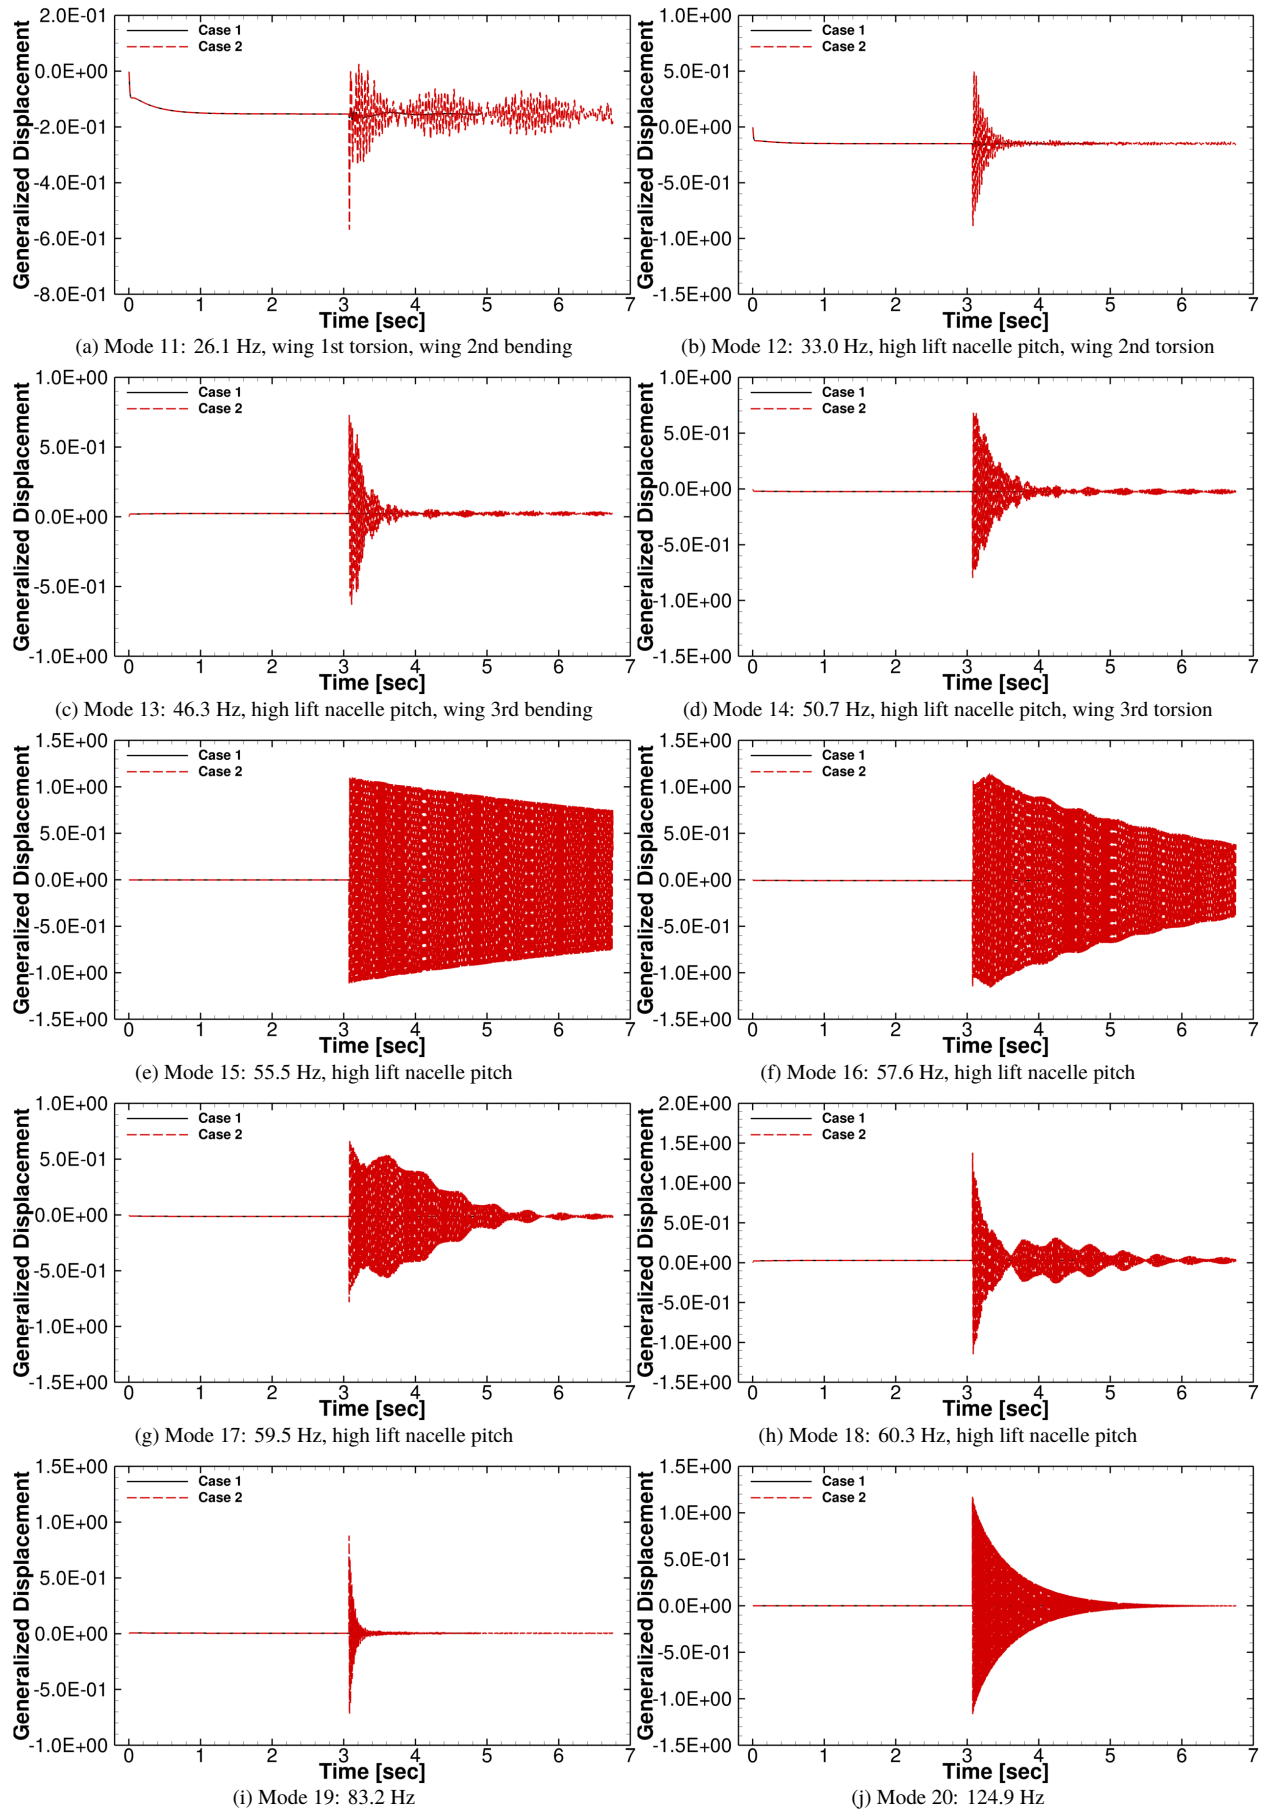 Generalized Displacement
2.0E-01
0.0E+00
-2.0E-01
-4.0E-01
-6.0E-01
-8.0E-01
Case 1
Case 2
0 1 2 3 4 5 6 7
Time [sec]
(a) Mode 11: 26.1 Hz, wing 1st torsion, wing 2nd bending
Generalized Displacement
1.0E+00
5.0E-01
0.0E+00
-5.0E-01
-1.0E+00
-1.5E+00
Case 1
Case 2
0 1 2 3 4 5 6 7
Time [sec]
(b) Mode 12: 33.0 Hz, high lift nacelle pitch, wing 2nd torsion
Generalized Displacement
1.0E+00
5.0E-01
0.0E+00
-5.0E-01
-1.0E+00
Case 1
Case 2
0 1 2 3 4 5 6 7
Time [sec]
(c) Mode 13: 46.3 Hz, high lift nacelle pitch, wing 3rd bending
Generalized Displacement
1.0E+00
5.0E-01
0.0E+00
-5.0E-01
-1.0E+00
-1.5E+00
Case 1
Case 2
0 1 2 3 4 5 6 7
Time [sec]
(d) Mode 14: 50.7 Hz, high lift nacelle pitch, wing 3rd torsion
Generalized Displacement
1.5E+00
1.0E+00
5.0E-01
0.0E+00
-5.0E-01
-1.0E+00
-1.5E+00
Case 1
Case 2
0 1 2 3 4 5 6 7
Time [sec]
(e) Mode 15: 55.5 Hz, high lift nacelle pitch
Generalized Displacement
1.5E+00
1.0E+00
5.0E-01
0.0E+00
-5.0E-01
-1.0E+00
-1.5E+00
Case 1
Case 2
0 1 2 3 4 5 6 7
Time [sec]
(f) Mode 16: 57.6 Hz, high lift nacelle pitch
Generalized Displacement
1.0E+00
5.0E-01
0.0E+00
-5.0E-01
-1.0E+00
-1.5E+00
Case 1
Case 2
0 1 2 3 4 5 6 7
Time [sec]
(g) Mode 17: 59.5 Hz, high lift nacelle pitch
Generalized Displacement
2.0E+00
1.5E+00
1.0E+00
5.0E-01
0.0E+00
-5.0E-01
-1.0E+00
-1.5E+00
Case 1
Case 2
0 1 2 3 4 5 6 7
Time [sec]
(h) Mode 18: 60.3 Hz, high lift nacelle pitch
Generalized Displacement
1.5E+00
1.0E+00
5.0E-01
0.0E+00
-5.0E-01
-1.0E+00
Case 1
Case 2
0 1 2 3 4 5 6 7
Time [sec]
(i) Mode 19: 83.2 Hz
Generalized Displacement
1.5E+00
1.0E+00
5.0E-01
0.0E+00
-5.0E-01
-1.0E+00
-1.5E+00
Case 1
Case 2
0 1 2 3 4 5 6 7
Time [sec]
(j) Mode 20: 124.9 Hz